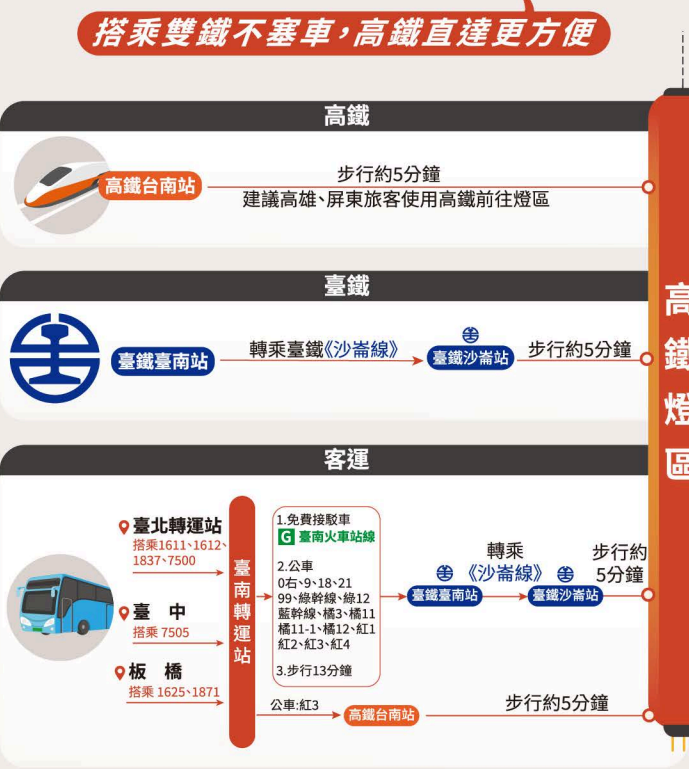 搭乘雙鐵不塞車,高鐵直達更方便
高鐵
高鐵台南站
步行約5分鐘
建議高雄、屏東旅客使用高鐵前往燈區
臺鐵
臺鐵臺南站
轉乘臺鐵《沙崙線》
臺鐵沙崙站
步行約5分鐘
高鐵燈區
客運
臺北轉運站
搭乘1611、1612、
1837、7500
臺中
搭乘 7505
板橋
搭乘 1625、1871
臺南轉運站
1.免費接駁車
G 臺南火車站線
2.公車
0右、9、18、21
99、綠幹線、綠12
藍幹線、橘3、橘11
橘11-1、橘12、紅1
紅2、紅3、紅4
3.步行13分鐘
臺鐵臺南站
轉乘
《沙崙線》
臺鐵沙崙站
步行約
5分鐘
公車:紅3
高鐵台南站
步行約5分鐘